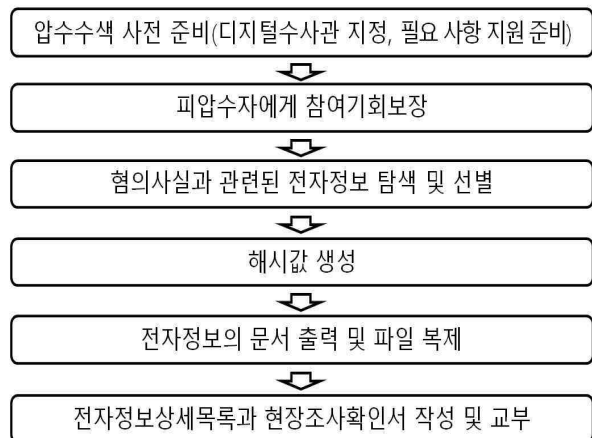 압수수색 사전 준비(디지털수사관 지정, 필요 사항 지원 준비)
피압수자에게 참여기회보장
혐의사실과 관련된 전자정보 탐색 및 선별
해시값 생성
전자정보의 문서 출력 및 파일 복제
전자정보상세목록과 현장조사확인서 작성 및 교부